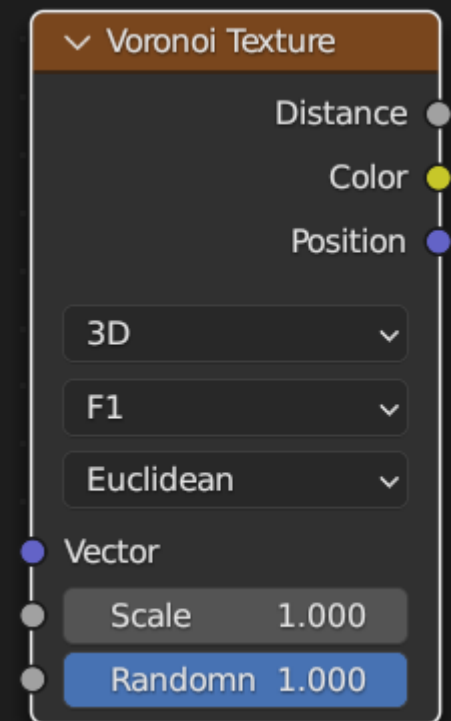 Voronoi Texture
Distance
Color
Position
3D
F1
Euclidean
Vector
Scale 1.000
Randomn 1.000